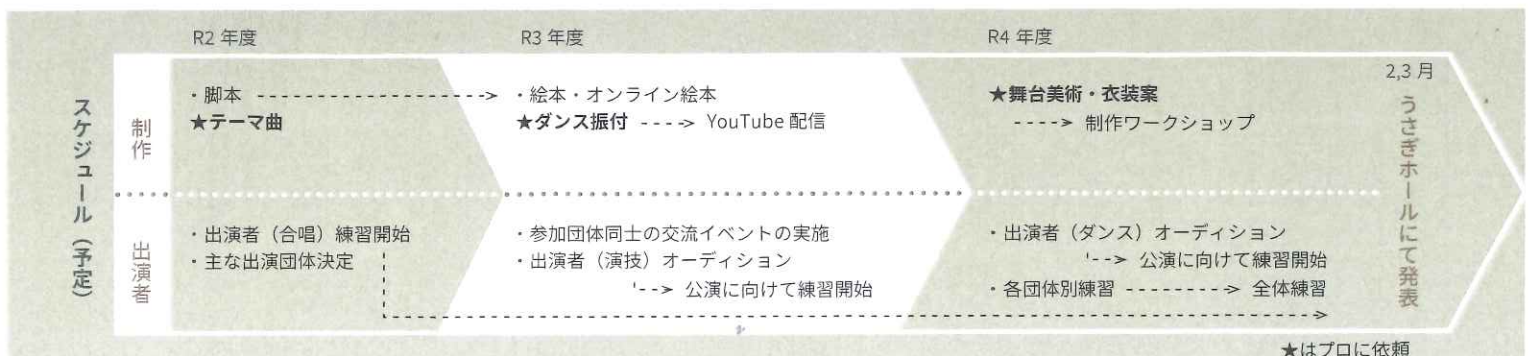 R2 年度
R3 年度
R4 年度
スケジュール（予定）
制作
・脚本
★テーマ曲
・絵本・オンライン絵本
★ダンス振付 ----> YouTube 配信
★舞台美術・衣装案
----> 制作ワークショップ
出演者
・出演者（合唱）練習開始
・主な出演団体決定
・参加団体同士の交流イベントの実施
・出演者（演技）オーディション
'--> 公演に向けて練習開始
・出演者（ダンス）オーディション
'--> 公演に向けて練習開始
・各団体別練習 ---------> 全体練習
2,3 月
うさぎホールにて発表
★はプロに依頼